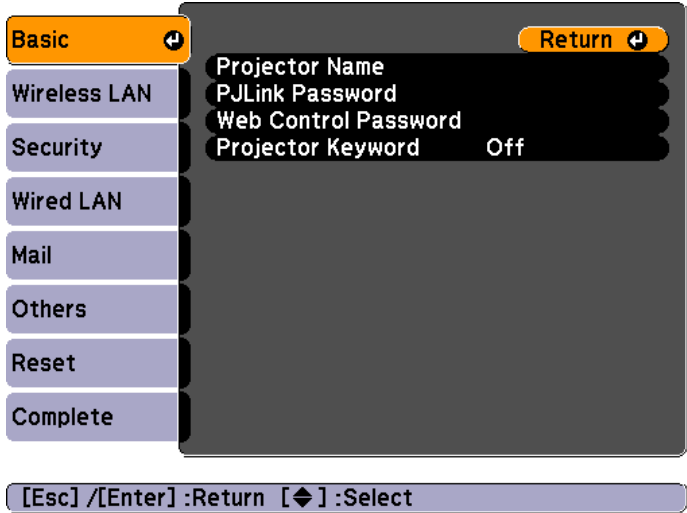 Basic
Return
Projector Name
PJLink Password
Wireless LAN
Web Control Password
Projector Keyword Off
Security
Wired LAN
Mail
Others
Reset
Complete
[Esc] /[Enter] :Return [◆] :Select